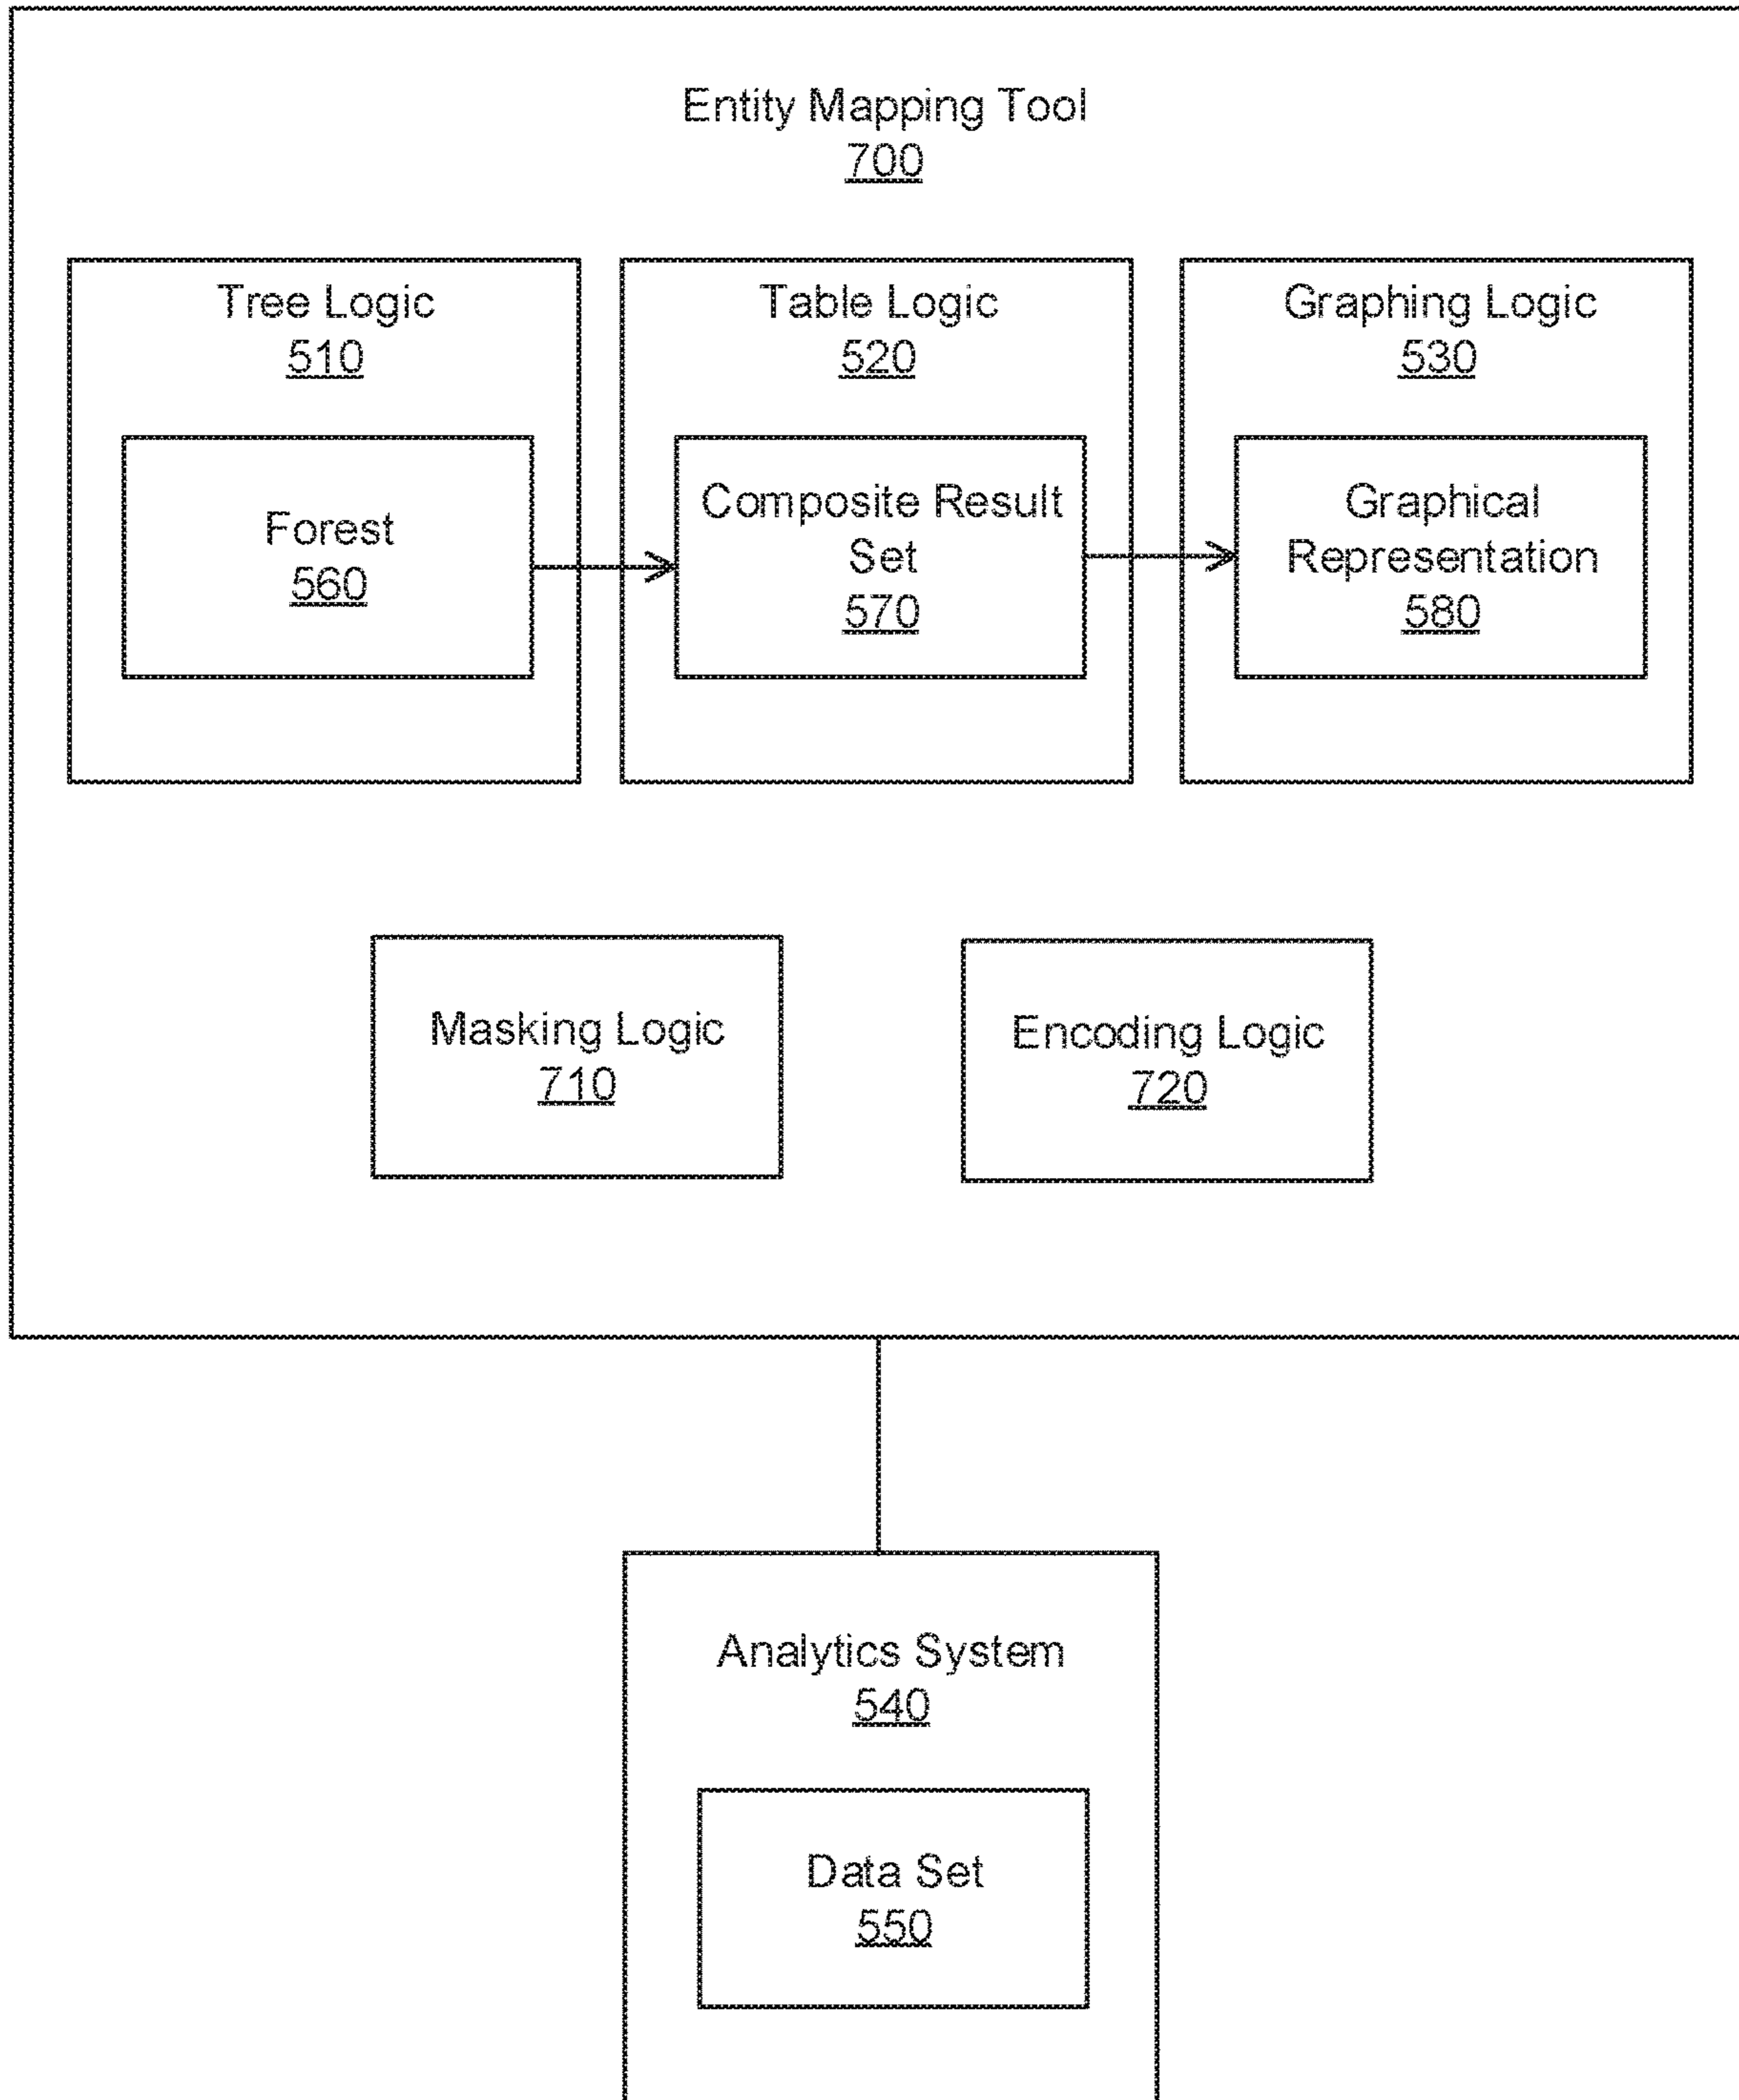 Entity Mapping Tool
700
Tree Logic
510
Forest
560
Table Logic
520
Composite Result
Set
570
Graphing Logic
530
Graphical
Representation
580
Masking Logic
710
Encoding Logic
720
Analytics System
540
Data Set
550